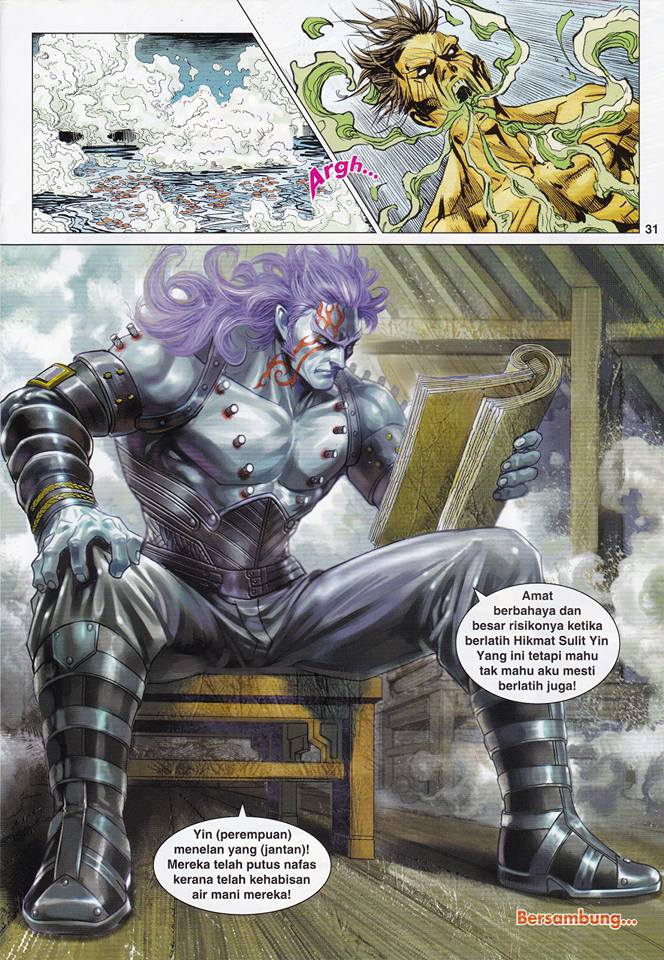 Argh...
31
Amat
berbahaya dan
besar risikonya ketika
berlatih Hikmat Sulit Yin
Yang ini tetapi mahu
tak mahu aku mesti
berlatih juga!
Yin (perempuan)
menelan yang (jantan)!
Mereka telah putus nafas
kerana telah kehabisan
air mani mereka!
Bersambung...